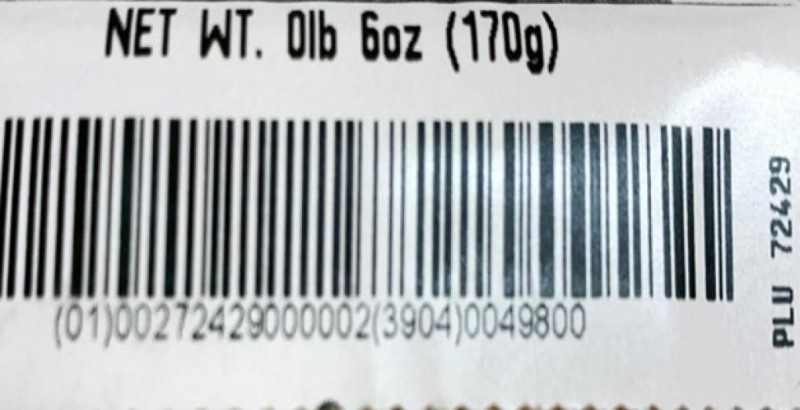 NET WT. 0lb 6oz (170g)
(01)00272429000002(3904)0049800
PLU 72429